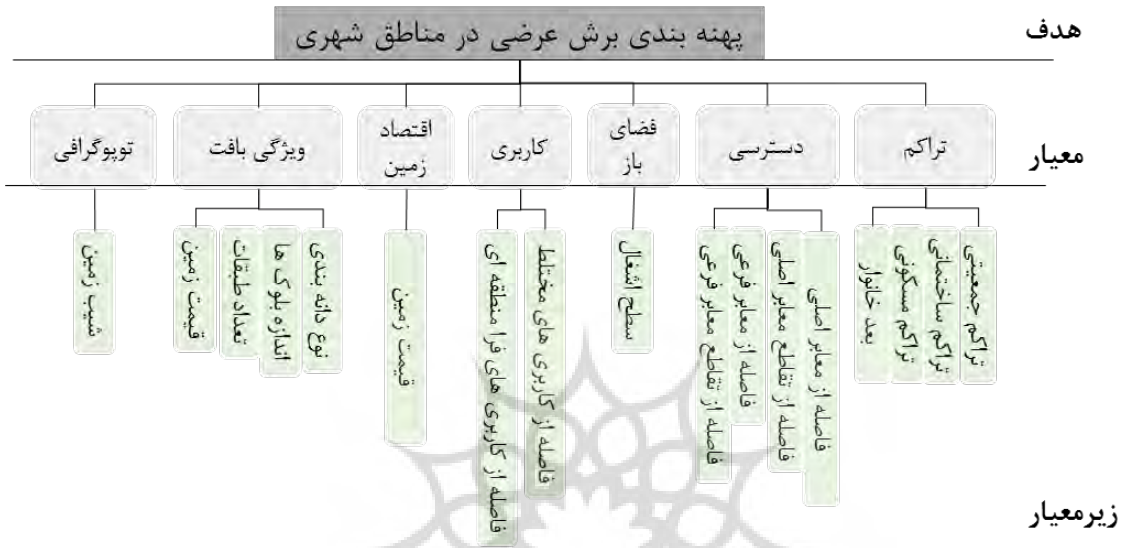 هدف
پهنه بندی برش عرضی در مناطق شهری
معیار
تراکم
دسترسی
فضای
باز
کاربری
اقتصاد
زمین
ویژگی بافت
توپوگرافی
زیرمعیار
تراکم جمعیتی
تراکم ساختمانی
تراکم مسکونی
بعد خانوار
فاصله از معابر اصلی
فاصله از تقاطع معابر اصلی
فاصله از معابر فرعی
فاصله از تقاطع معابر فرعی
سطح اشغال
فاصله از کاربری های مختلط
فاصله از کاربری های فرا منطقه ای
قیمت زمین
نوع دانه بندی
اندازه بلوک ها
تعداد طبقات
قیمت زمین
شیب زمین